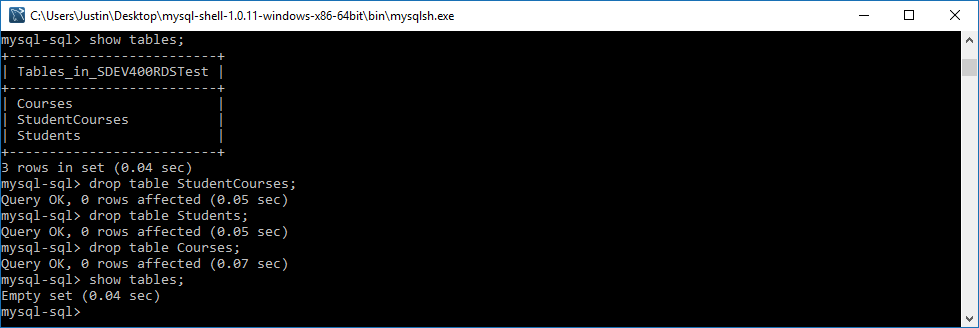 C:\Users\Justin\Desktop\mysql-shell-1.0.11-windows-x86-64bit\bin\mysqlsh.exe
mysql-sql> show tables;
+--------------------------+
| Tables_in_SDEV400RDSTest |
+--------------------------+
| Courses                  |
| StudentCourses           |
| Students                 |
+--------------------------+
3 rows in set (0.04 sec)
mysql-sql> drop table StudentCourses;
Query OK, 0 rows affected (0.05 sec)
mysql-sql> drop table Students;
Query OK, 0 rows affected (0.05 sec)
mysql-sql> drop table Courses;
Query OK, 0 rows affected (0.07 sec)
mysql-sql> show tables;
Empty set (0.04 sec)
mysql-sql>